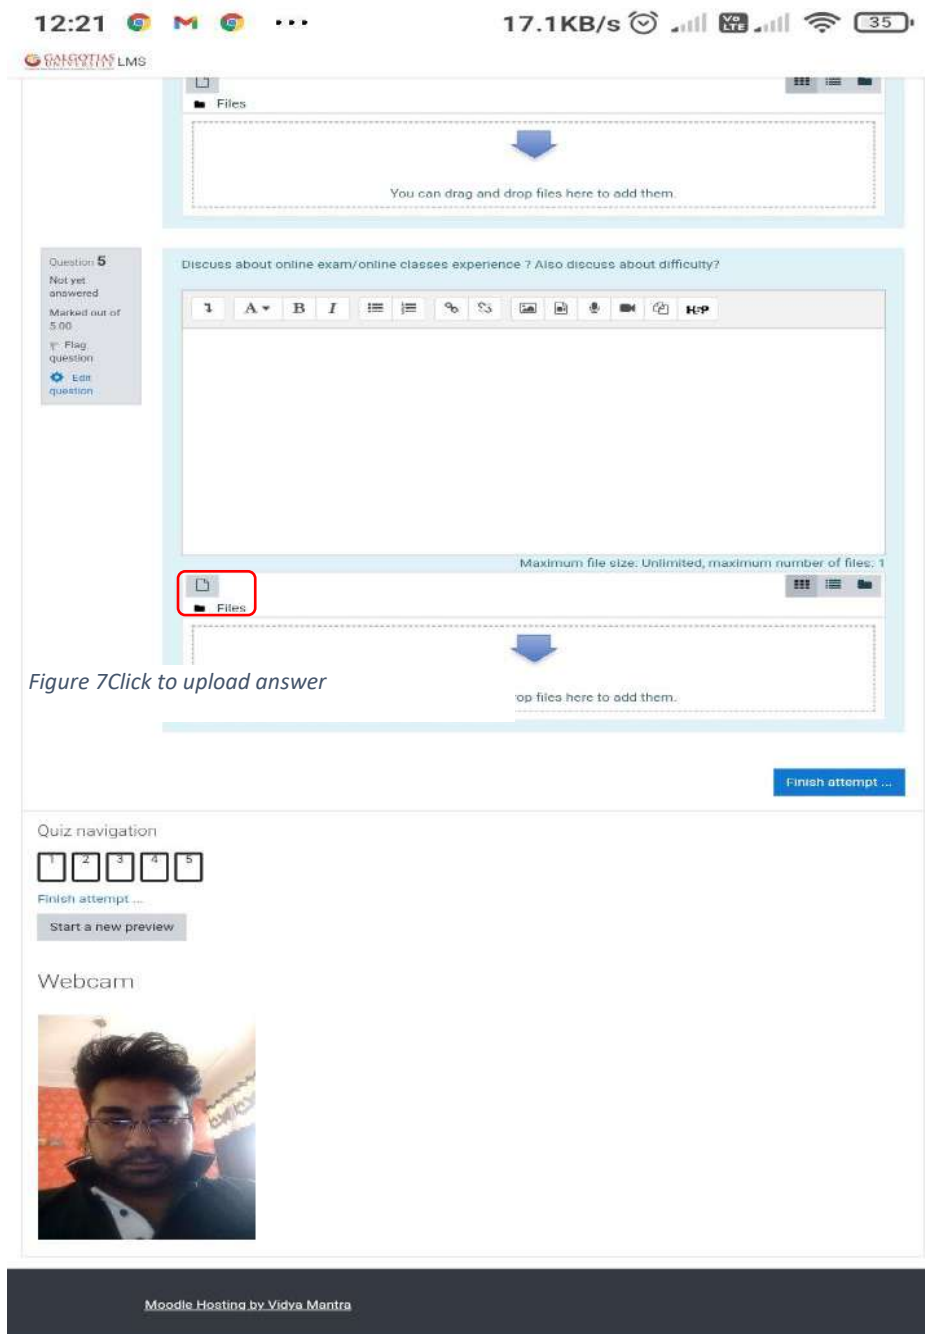 12:21 ... 17.1KB/s Vo LTE 35
GALGOTIAS UNIVERSITY LMS
Files
You can drag and drop files here to add them.
Question 5
Not yet
answered
Marked out of
5.00
Flag
question
Edit
question
Discuss about online exam/online classes experience ? Also discuss about difficulty?
A B I H-P
Maximum file size: Unlimited, maximum number of files: 1
Files
Figure 7Click to upload answer
op files here to add them.
Finish attempt ...
Quiz navigation
1 2 3 4 5
Finish attempt ...
Start a new preview
Webcam
Moodle Hosting by Vidya Mantra